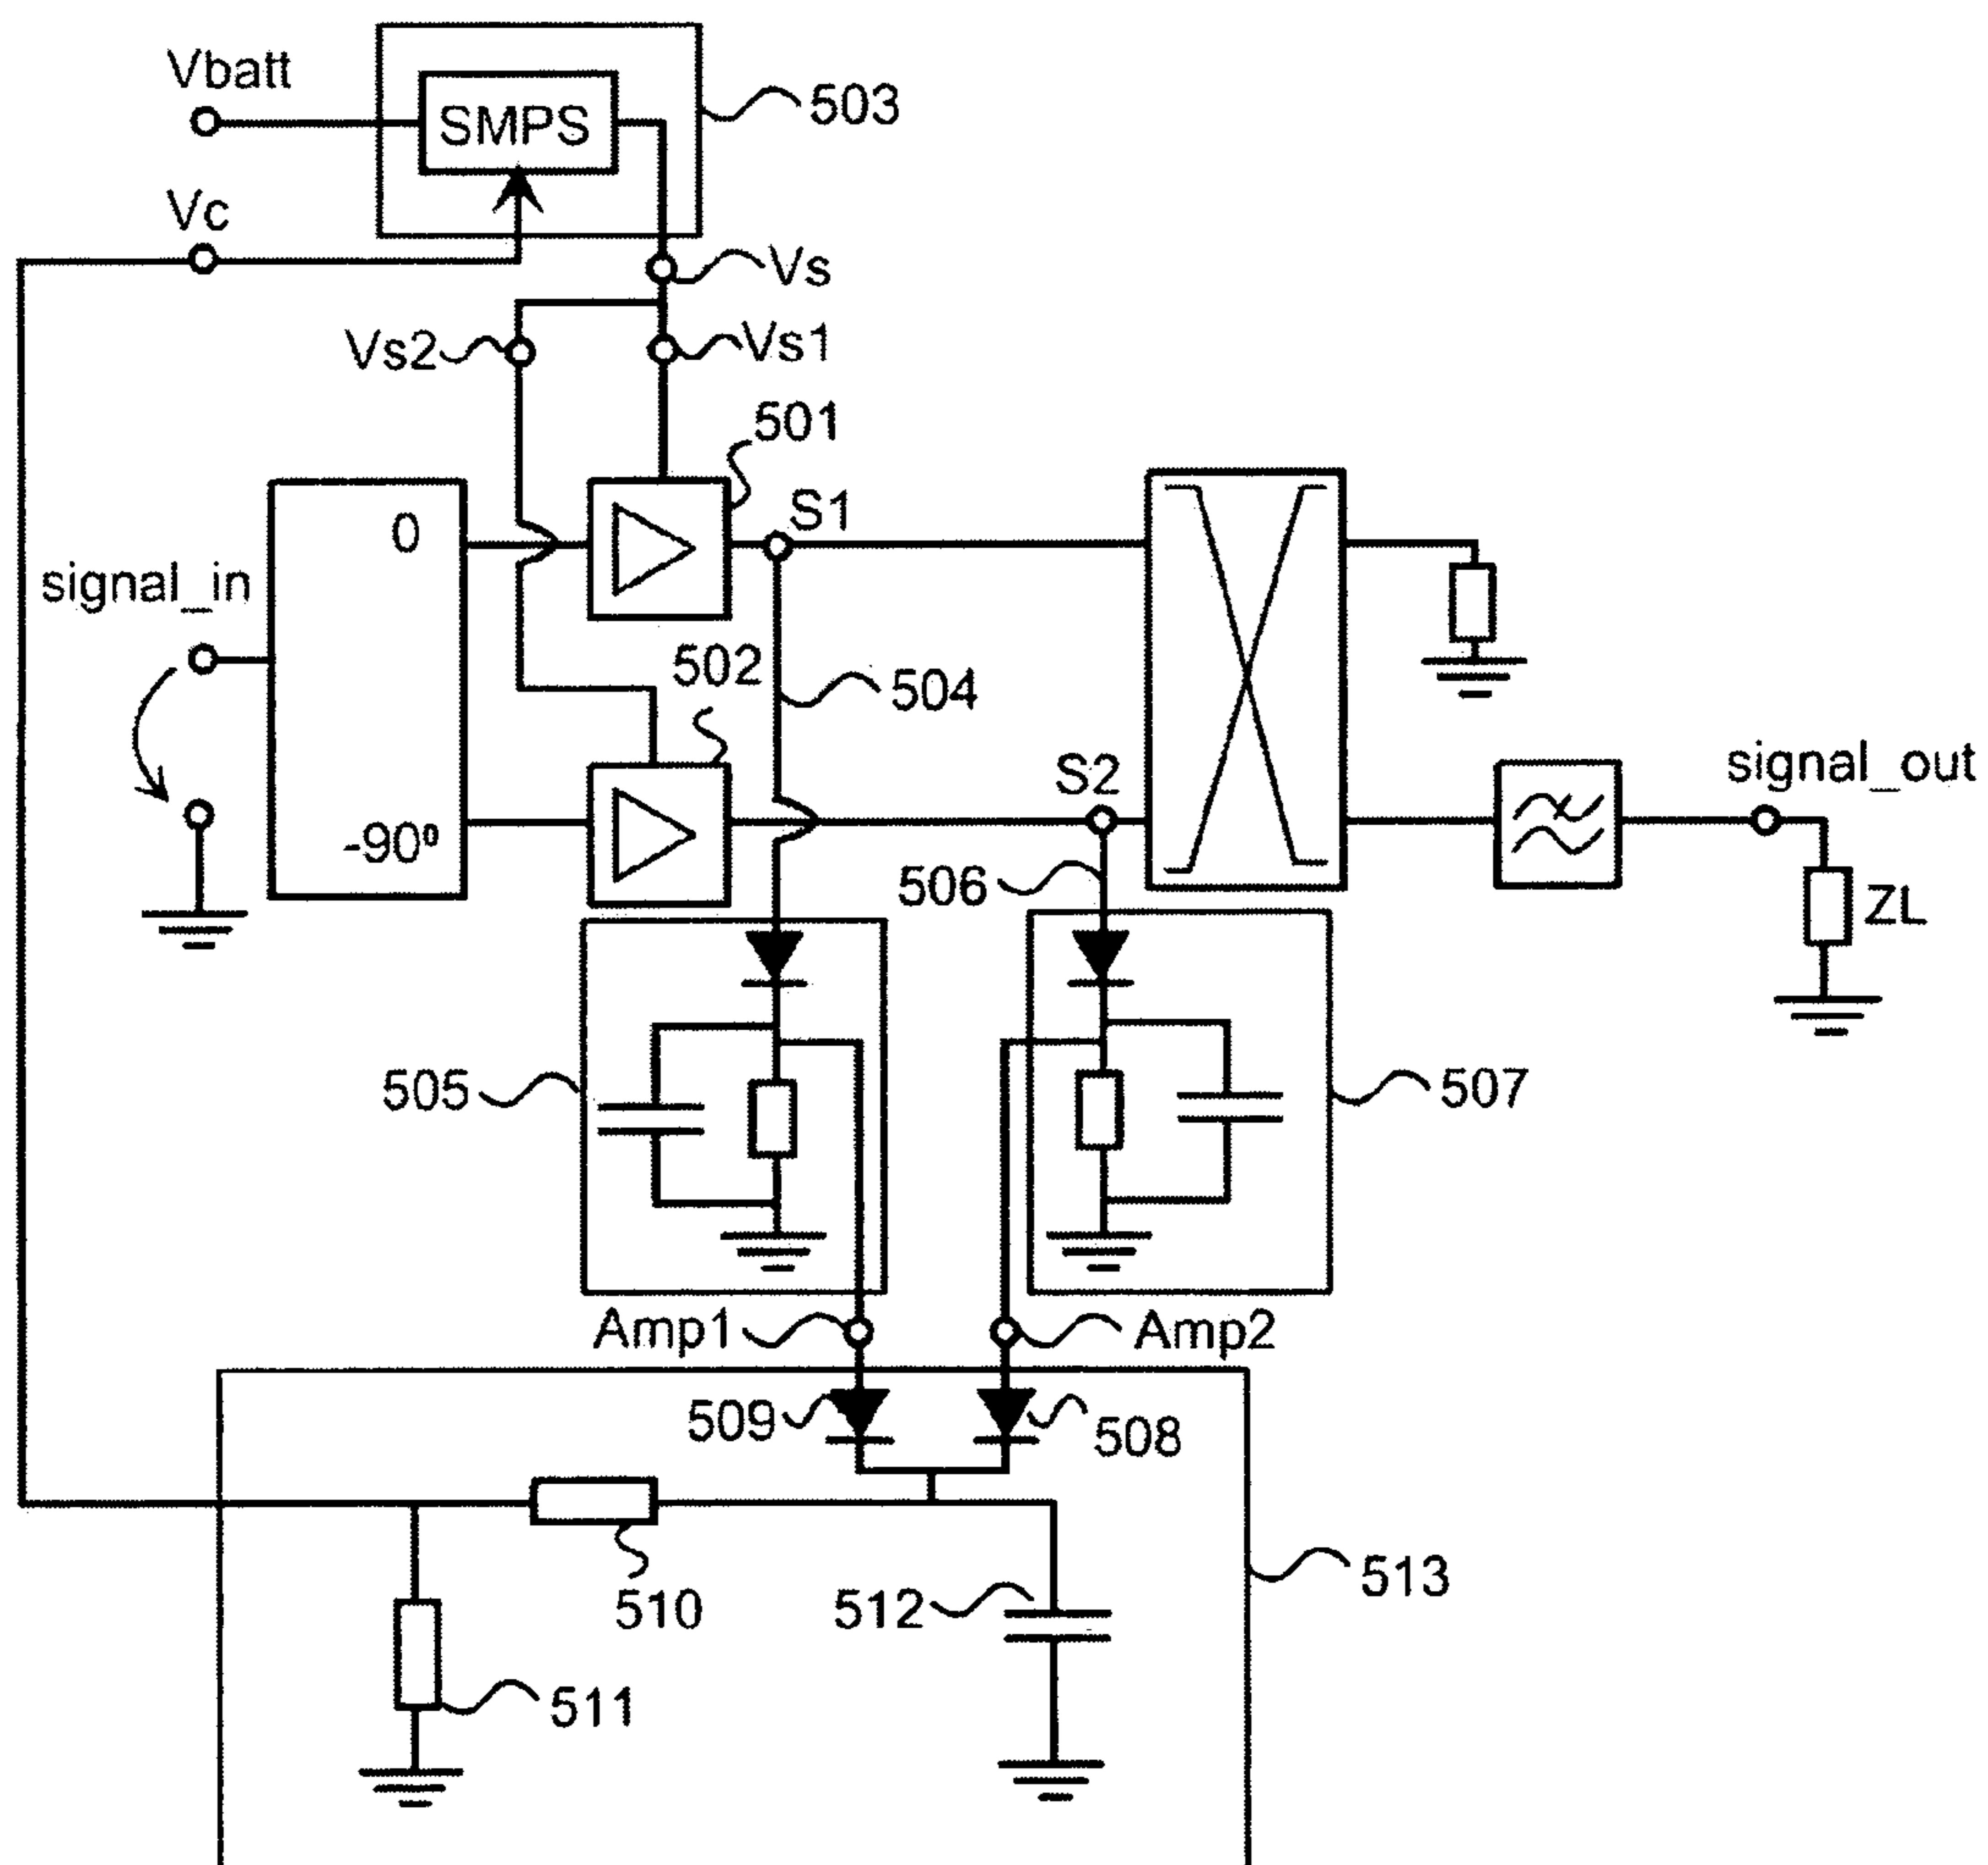 Vbatt
SMPS
503
Vc
Vs
Vs2
Vs1
501
0
S1
signal_in
502
504
S2
signal_out
-90º
506
ZL
505
507
Amp1
Amp2
509
508
510
512
513
511